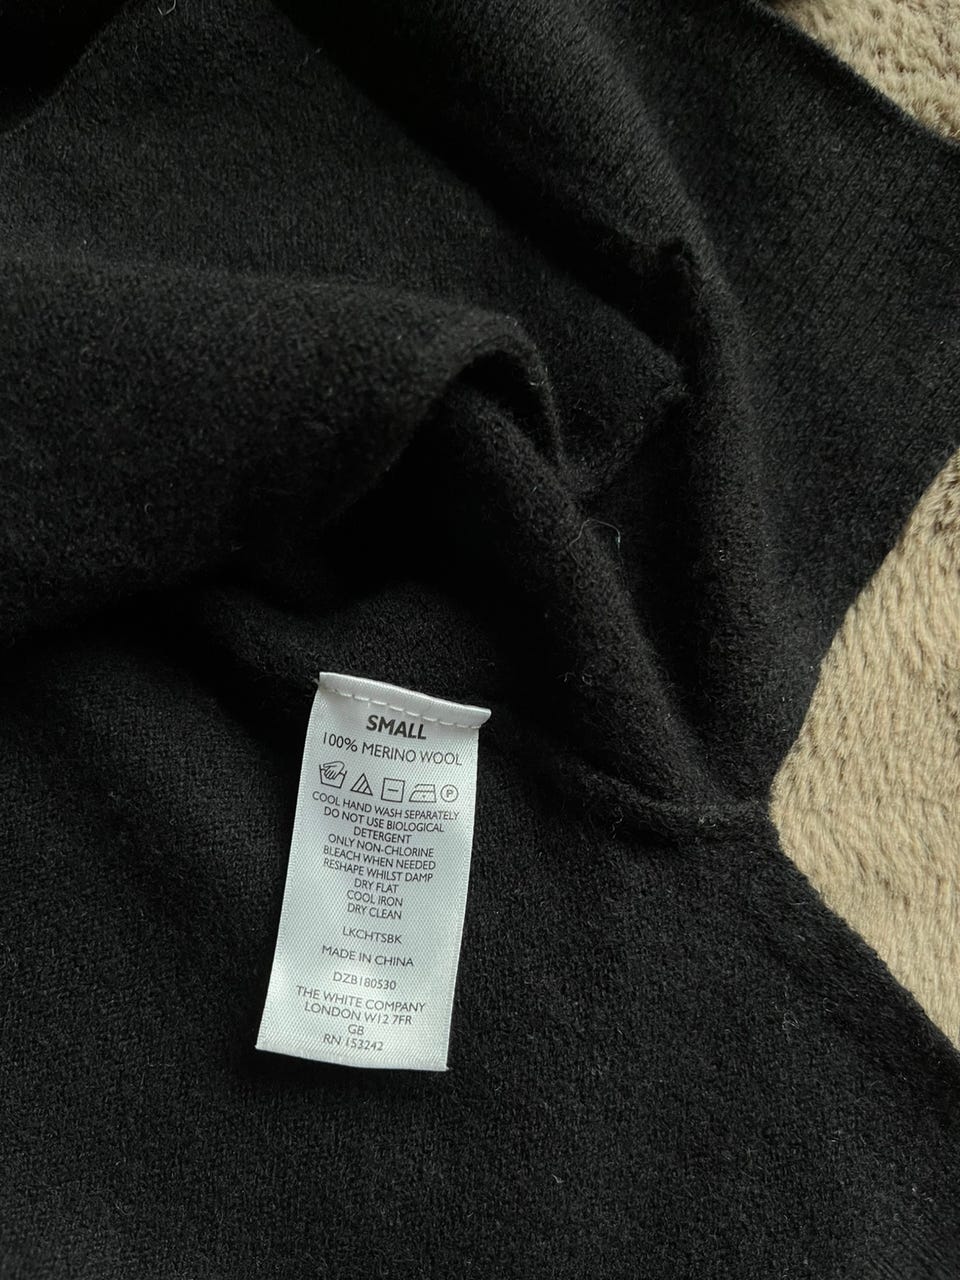 SMALL
100% MERINO WOOL
P
COOL HAND WASH SEPARATELY
DO NOT USE BIOLOGICAL
DETERGENT
ONLY NON-CHLORINE
BLEACH WHEN NEEDED
RESHAPE WHILST DAMP
DRY FLAT
COOL IRON
DRY CLEAN
LKCHTSBK
MADE IN CHINA
DZB180530
THE WHITE COMPANY
LONDON W12 7FR
GB
RN 153242